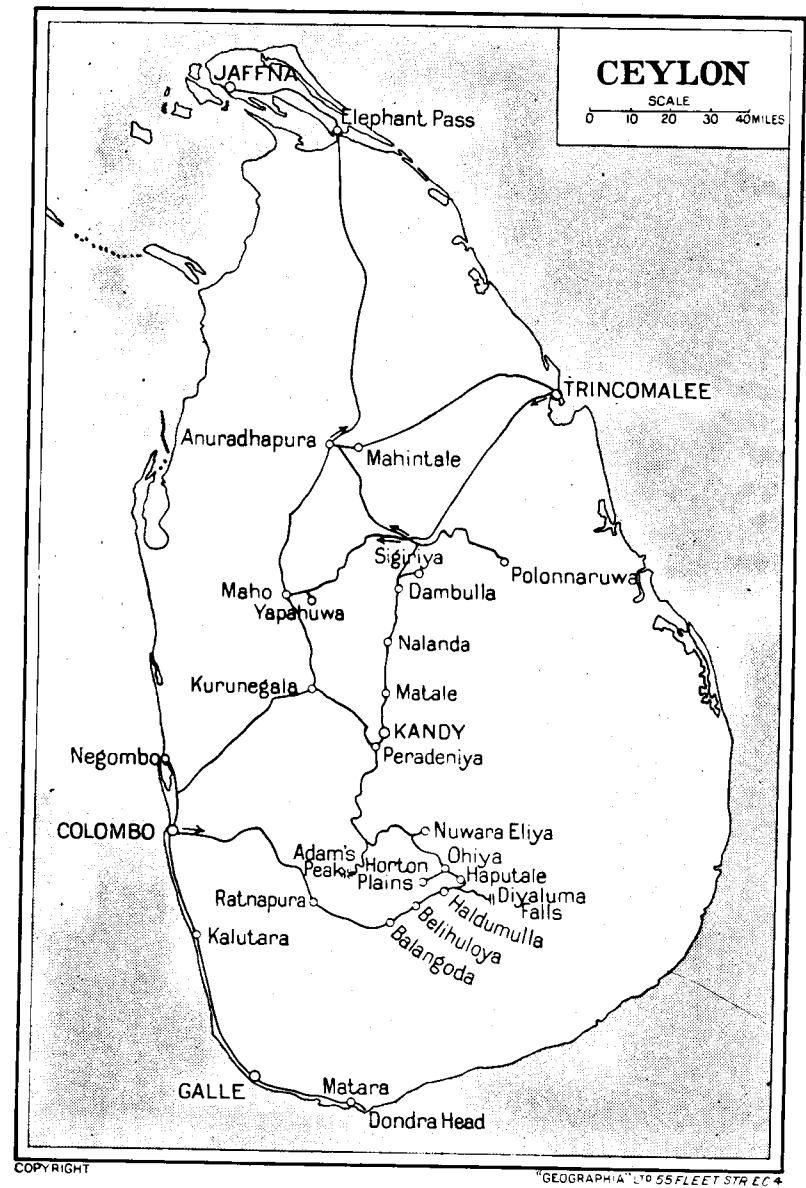 CEYLON
SCALE
0 10 20 30 40 MILES
JAFFNA
Elephant Pass
TRINCOMALEE
Anuradhapura
Mahintale
Sigiriya
Polonnaruwa
Maho
Dambulla
Yapahuwa
Nalanda
Kurunegala
Matale
KANDY
Negombo
Peradeniya
COLOMBO
Nuwara Eliya
Adam's
Peak
Horton
Plains
Ohiya
Haputale
Diyaluma
Falls
Ratnapura
Haldumulla
Belihuloya
Balangoda
Kalutara
GALLE
Matara
Dondra Head
COPYRIGHT
"GEOGRAPHIA" LTD 55 FLEET STR. E C 4